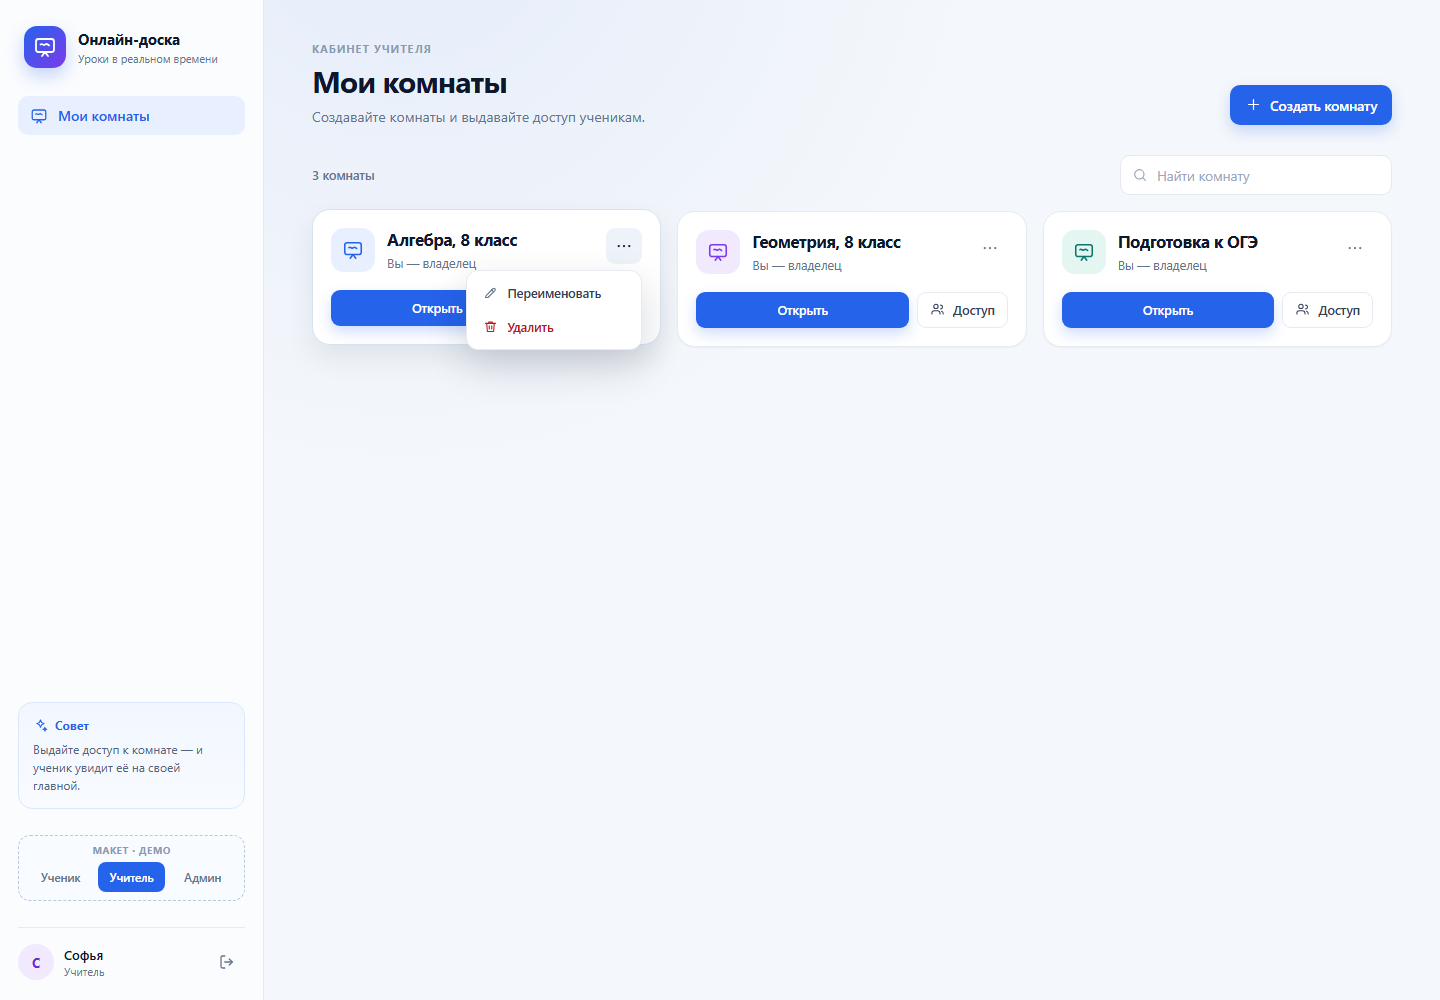 Онлайн-доска
Уроки в реальном времени
Мои комнаты
КАБИНЕТ УЧИТЕЛЯ
Мои комнаты
Создавайте комнаты и выдавайте доступ ученикам.
Создать комнату
3 комнаты
Найти комнату
Алгебра, 8 класс
Вы — владелец
Открыть
Переименовать
Удалить
Геометрия, 8 класс
Вы — владелец
Открыть
Доступ
Подготовка к ОГЭ
Вы — владелец
Открыть
Доступ
Совет
Выдайте доступ к комнате — и
ученик увидит её на своей
главной.
МАКЕТ · ДЕМО
Ученик
Учитель
Админ
С
Софья
Учитель